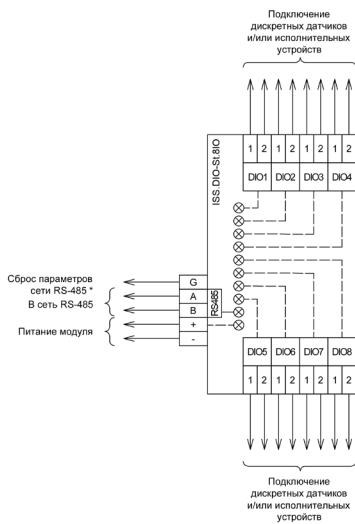 Подключение
дискретных датчиков
и/или исполнительных
устройств
1 2 1 2 1 2 1 2
DIO1 DIO2 DIO3 DIO4
ISS.DIO-St.8IO
Сброс параметров
сети RS-485 *
В сеть RS-485
Питание модуля
G
A
B
+
-
RS485
DIO5 DIO6 DIO7 DIO8
1 2 1 2 1 2 1 2
Подключение
дискретных датчиков
и/или исполнительных
устройств